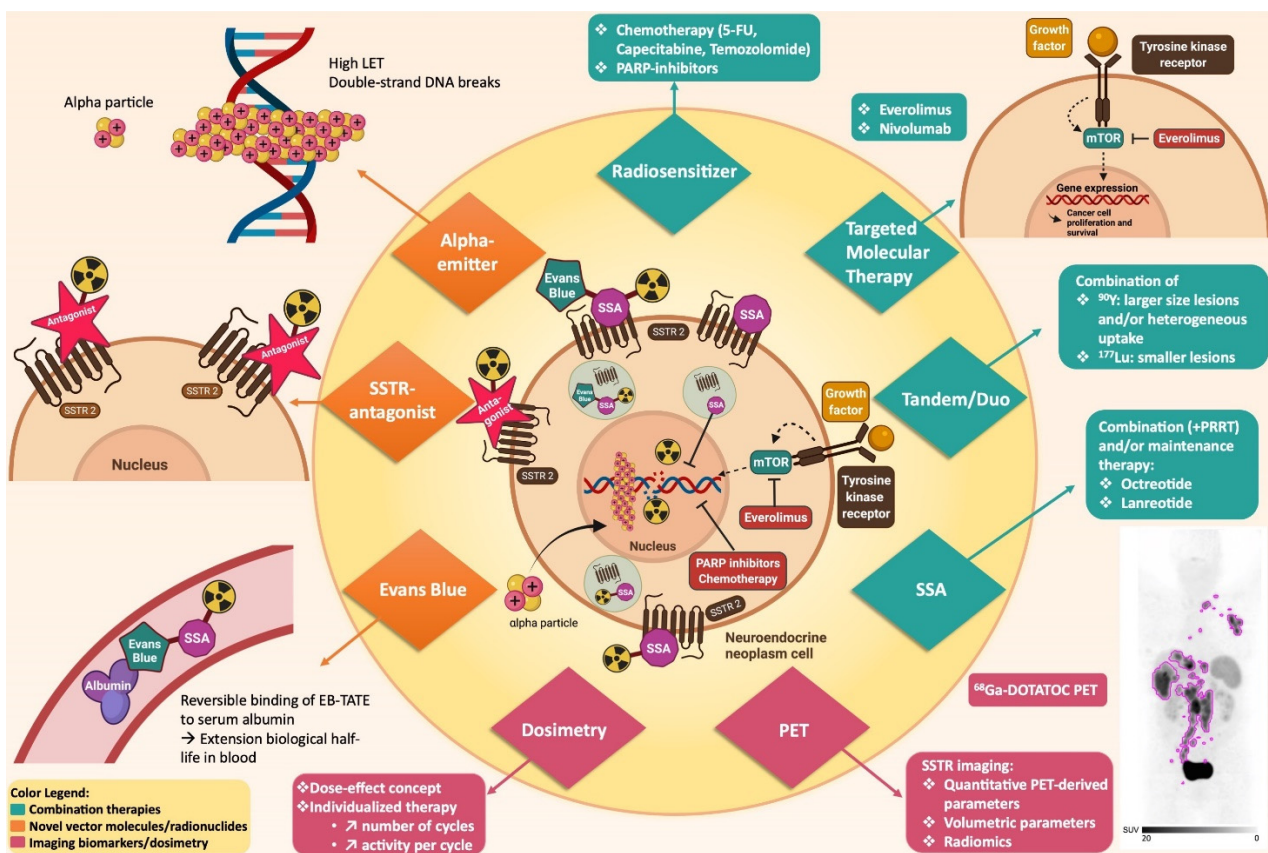 High LET
Double-strand DNA breaks
Alpha particle
❖ Chemotherapy (5-FU,
Capecitabine, Temozolomide)
❖ PARP-inhibitors
❖ Everolimus
❖ Nivolumab
Growth
factor
Tyrosine kinase
receptor
mTOR
Everolimus
Gene expression
Cancer cell
proliferation and
survival
Radiosensitizer
Alpha-
emitter
Targeted
Molecular
Therapy
Combination of
❖ ⁹⁰Y: larger size lesions
and/or heterogeneous
uptake
❖ ¹⁷⁷Lu: smaller lesions
Antagonist
Antagonist
SSTR 2
SSTR 2
Nucleus
SSTR-
antagonist
Tandem/Duo
Evans
Blue
SSA
SSTR 2
SSA
Evans
Blue
SSA
SSA
Anta-
gonist
SSTR 2
Growth
factor
mTOR
Tyrosine
kinase
receptor
Everolimus
Nucleus
PARP inhibitors
Chemotherapy
alpha particle
SSA
SSTR 2
SSA
Neuroendocrine
neoplasm cell
Combination (+PRRT)
and/or maintenance
therapy:
❖ Octreotide
❖ Lanreotide
Evans Blue
SSA
Evans
Blue
SSA
Albumin
Reversible binding of EB-TATE
to serum albumin
→ Extension biological half-
life in blood
Dosimetry
PET
⁶⁸Ga-DOTATOC PET
SUV
20
0
❖Dose-effect concept
❖Individualized therapy
• ↗ number of cycles
• ↗ activity per cycle
SSTR imaging:
❖ Quantitative PET-derived
parameters
❖ Volumetric parameters
❖ Radiomics
Color Legend:
Combination therapies
Novel vector molecules/radionuclides
Imaging biomarkers/dosimetry